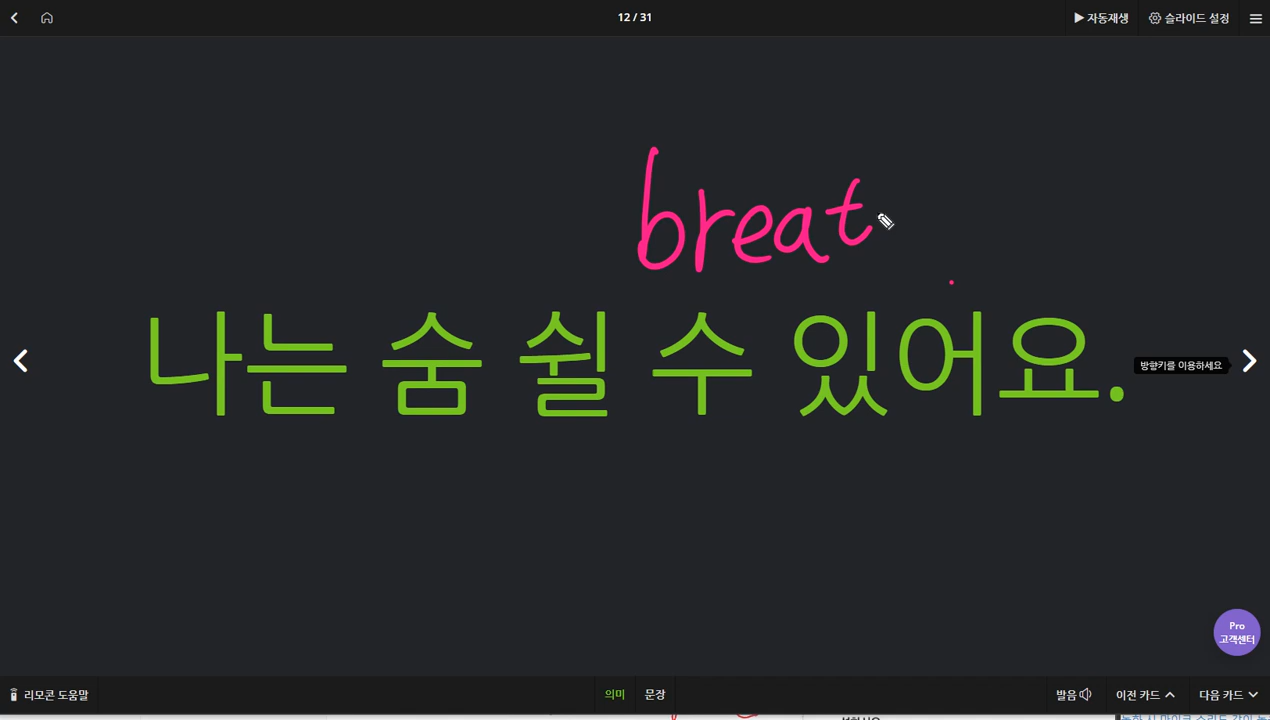 12 / 31
자동재생
슬라이드 설정
breat
나는 숨 쉴 수 있어요.
방향키를 이용하세요
Pro
고객센터
리모콘 도움말
의미
문장
발음
이전 카드
다음 카드